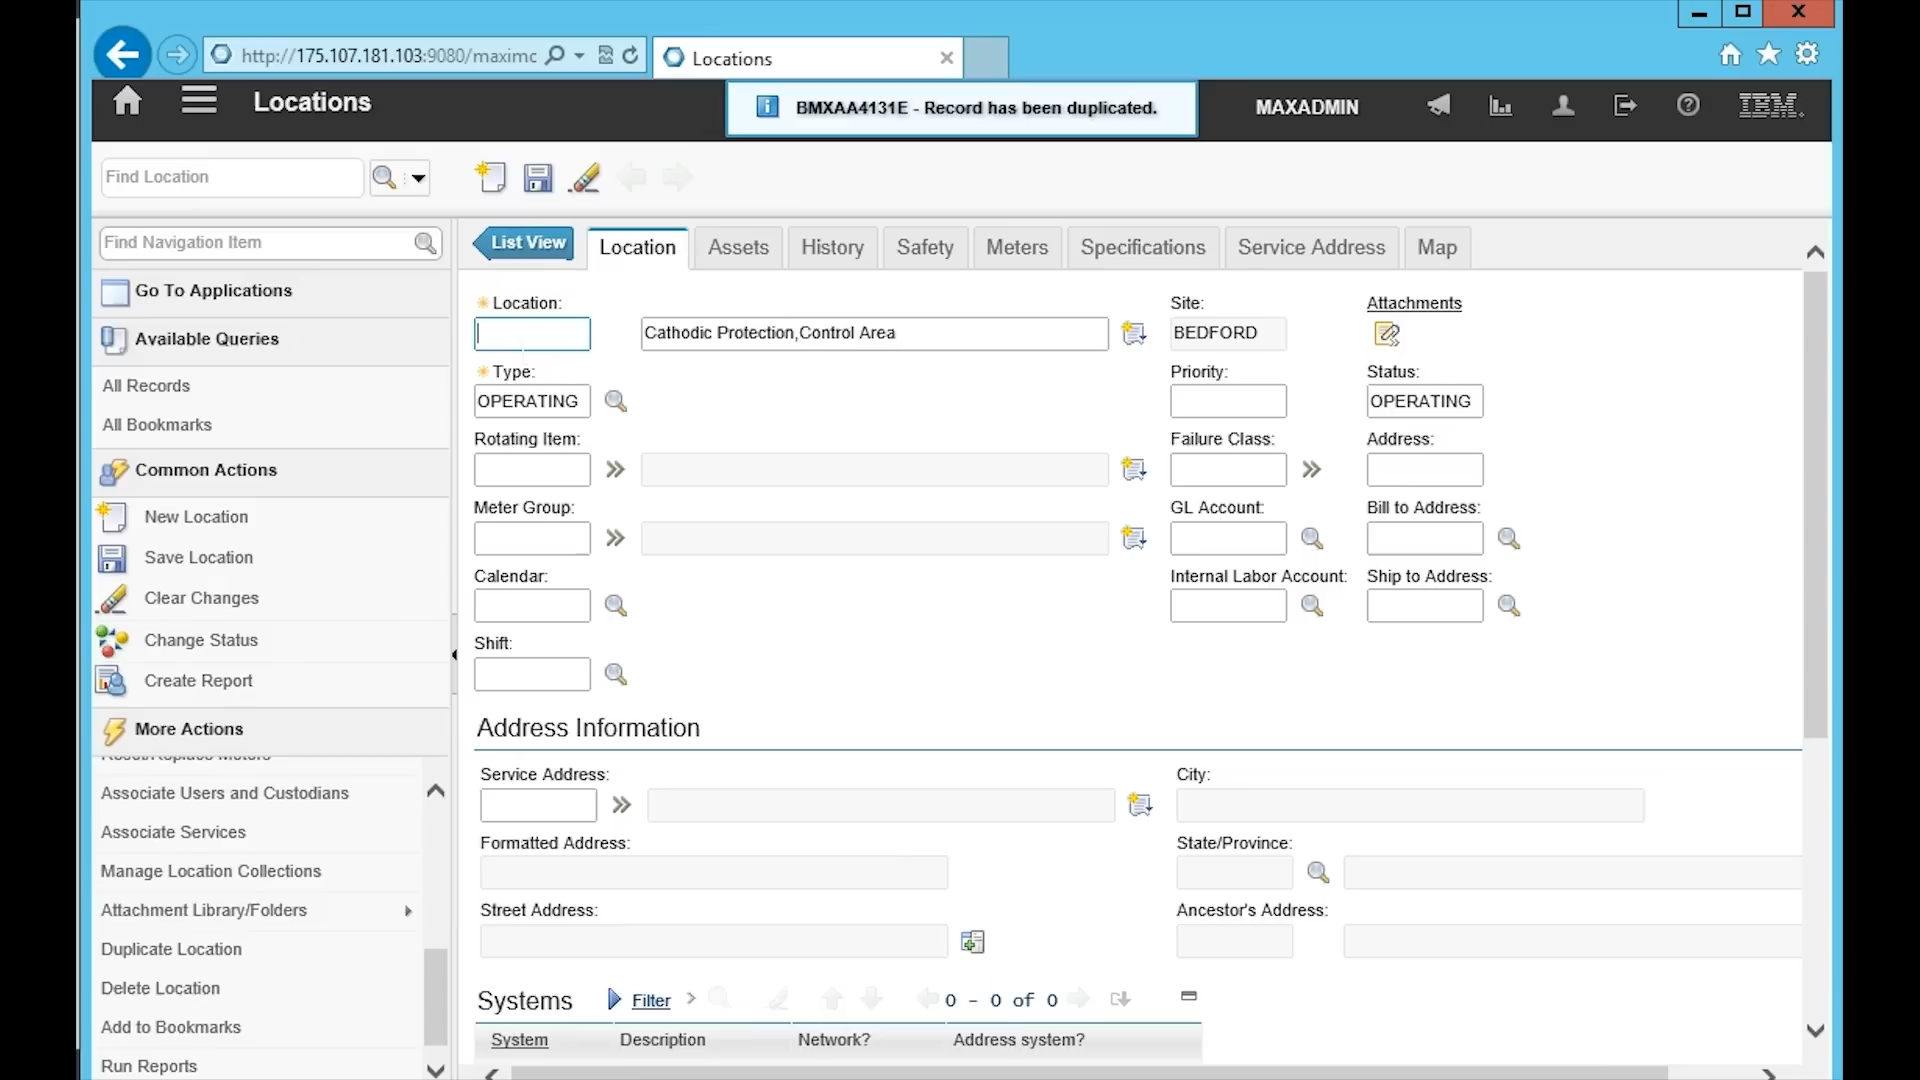 http://175.107.181.103:9080/maximo
Locations
Locations
BMXAA4131E - Record has been duplicated.
MAXADMIN
IBM.
Find Location
Find Navigation Item
List View
Location
Assets
History
Safety
Meters
Specifications
Service Address
Map
Go To Applications
Available Queries
All Records
All Bookmarks
Common Actions
New Location
Save Location
Clear Changes
Change Status
Create Report
More Actions
Reset/Replace Meters
Associate Users and Custodians
Associate Services
Manage Location Collections
Attachment Library/Folders
Duplicate Location
Delete Location
Add to Bookmarks
Run Reports
Location:
Cathodic Protection,Control Area
Site:
BEDFORD
Attachments
Type:
OPERATING
Priority:
Status:
OPERATING
Rotating Item:
Failure Class:
Address:
Meter Group:
GL Account:
Bill to Address:
Calendar:
Internal Labor Account:
Ship to Address:
Shift:
Address Information
Service Address:
City:
Formatted Address:
State/Province:
Street Address:
Ancestor's Address:
Systems
Filter
0 - 0 of 0
System
Description
Network?
Address system?